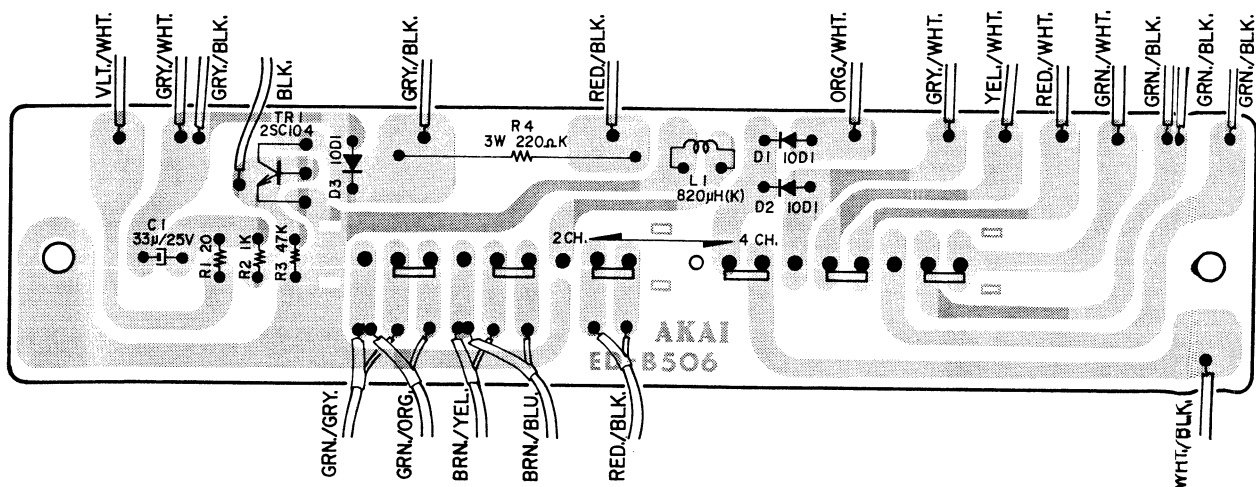 VLT./WHT.
GRY/WHT.
GRY./BLK.
BLK.
GRY/BLK.
RED./BLK.
ORG/WHT.
GRY./WHT.
YEL./WHT.
RED./WHT.
GRN./WHT.
GRN./BLK.
GRN./BLK.
GRN./BLK.
TR1
2SC104
D3 10D1
R4
3W 220Ω K
L1
820µH(K)
D1 10D1
D2 10D1
C1
33µ/25V
R1 20
R2 1K
R3 47K
2CH.
4 CH.
AKAI
ED-B506
GRN./GRY.
GRN./ORG.
BRN./YEL.
BRN./BLU.
RED./BLK.
WHT./BLK.